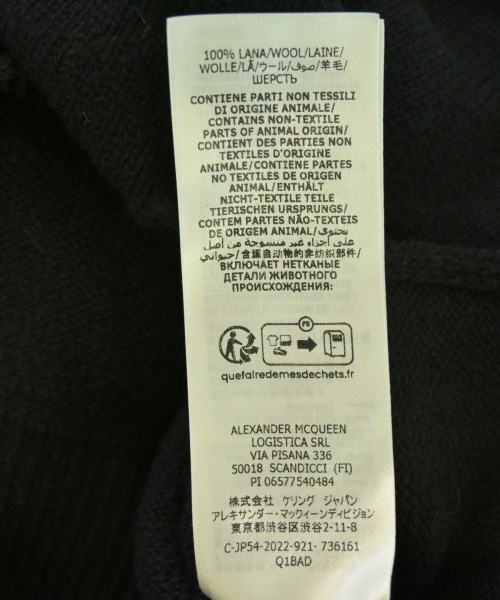 100% LANA/WOOL/LAINE/
WOLLE/LÃ/ウール/صوف/羊毛/
ШЕРСТЬ
CONTIENE PARTI NON TESSILI
DI ORIGINE ANIMALE/
CONTAINS NON-TEXTILE
PARTS OF ANIMAL ORIGIN/
CONTIENT DES PARTIES NON
TEXTILES D'ORIGINE
ANIMALE/CONTIENE PARTES
NO TEXTILES DE ORIGEN
ANIMAL/ENTHÄLT
NICHT-TEXTILE TEILE
TIERISCHEN URSPRUNGS/
CONTEM PARTES NÃO-TEXTEIS
DE ORIGEM ANIMAL/يحتوي
على أجزاء غير منسوجة من أصل
حيواني/含源自动物的非纺织部件/
ВКЛЮЧАЕТ НЕТКАНЫЕ
ДЕТАЛИ ЖИВОТНОГО
ПРОИСХОЖДЕНИЯ:
FR
quefairedemesdechets.fr
ALEXANDER MCQUEEN
LOGISTICA SRL
VIA PISANA 336
50018 SCANDICCI (FI)
PI 06577540484
株式会社 ケリング ジャパン
アレキサンダー・マックィーンディビジョン
東京都渋谷区渋谷2-11-8
C-JP54-2022-921- 736161
Q1BAD